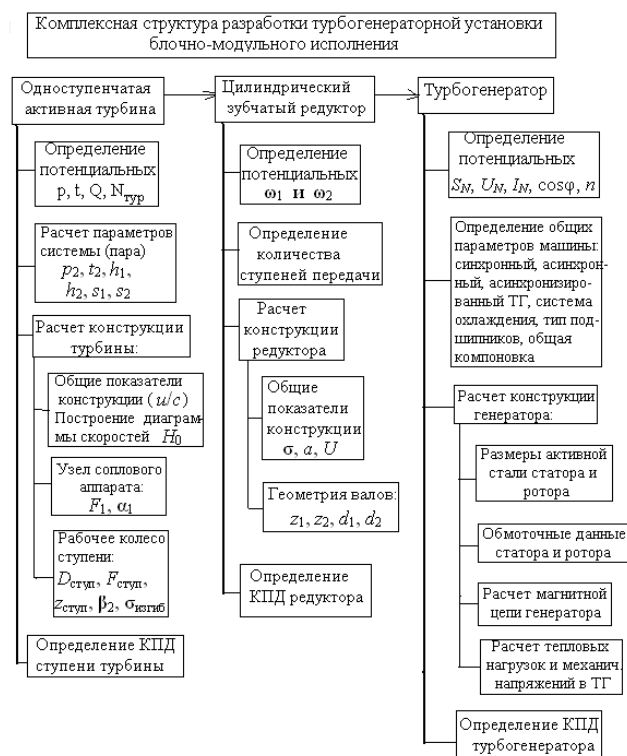 Комплексная структура разработки турбогенераторной установки
блочно-модульного исполнения
Одноступенчатая
активная турбина
Определение
потенциальных
p, t, Q, Nтур
Расчет параметров
системы (пара)
p2, t2, h1,
h2, s1, s2
Расчет конструкции
турбины:
Общие показатели
конструкции (u/c)
Построение диаграм-
мы скоростей H0
Узел соплового
аппарата:
F1, α1
Рабочее колесо
ступени:
Dступ, Fступ,
zступ, β2, σизгиб
Определение КПД
ступени турбины
Цилиндрический
зубчатый редуктор
Определение
потенциальных
ω1 и ω2
Определение
количества
ступеней передачи
Расчет
конструкции
редуктора
Общие
показатели
конструкции
σ, a, U
Геометрия валов:
z1, z2, d1, d2
Определение
КПД редуктора
Турбогенератор
Определение
потенциальных
SN, UN, IN, cosφ, n
Определение общих
параметров машины:
синхронный, асинхрон-
ный, асинхронизиро-
ванный ТГ, система
охлаждения, тип под-
шипников, общая
компоновка
Расчет конструкции
генератора:
Размеры активной
стали статора и
ротора
Обмоточные данные
статора и ротора
Расчет магнитной
цепи генератора
Расчет тепловых
нагрузок и механич.
напряжений в ТГ
Определение КПД
турбогенератора